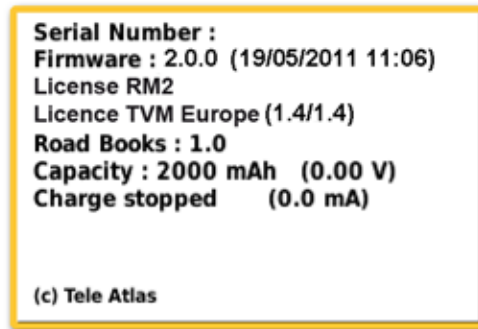 Serial Number :
Firmware : 2.0.0 (19/05/2011 11:06)
License RM2
Licence TVM Europe (1.4/1.4)
Road Books : 1.0
Capacity : 2000 mAh (0.00 V)
Charge stopped (0.0 mA)
(c) Tele Atlas